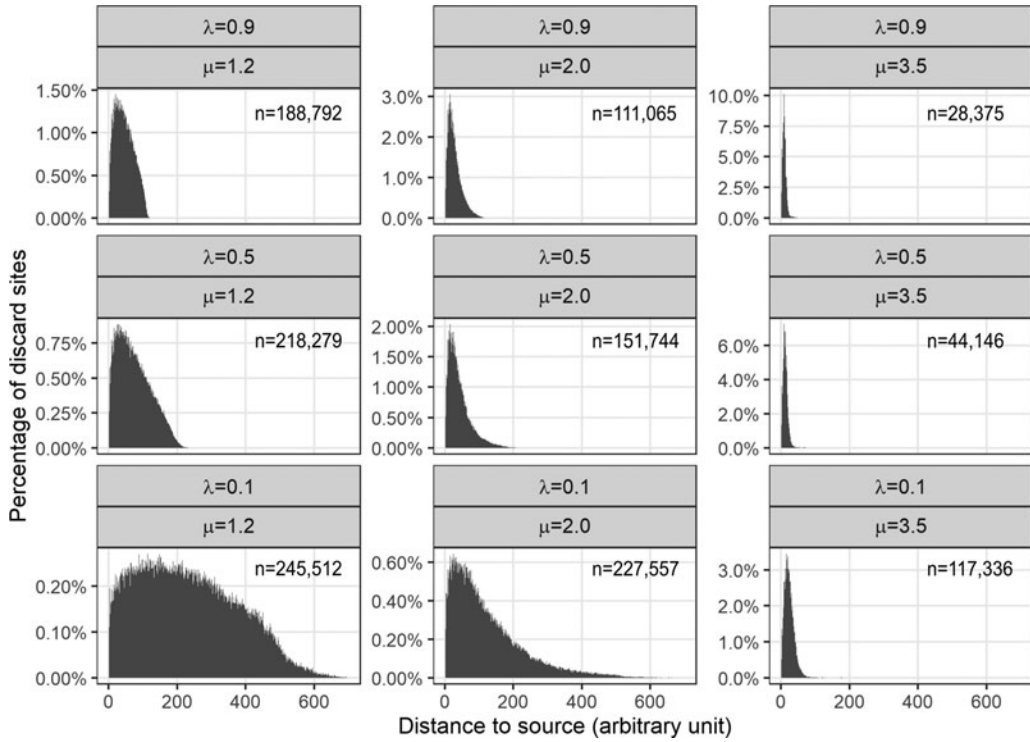 λ=0.9 λ=0.9 λ=0.9
μ=1.2 μ=2.0 μ=3.5
1.50% 3.0% 10.0%
n=188,792 n=111,065 n=28,375
1.00% 2.0% 7.5%
5.0%
0.50% 1.0% 2.5%
0.00% 0.0% 0.0%
λ=0.5 λ=0.5 λ=0.5
μ=1.2 μ=2.0 μ=3.5
n=218,279 n=151,744 n=44,146
0.75% 2.00% 6.0%
1.50%
0.50% 1.00% 4.0%
0.25% 0.50% 2.0%
0.00% 0.00% 0.0%
λ=0.1 λ=0.1 λ=0.1
μ=1.2 μ=2.0 μ=3.5
n=245,512 n=227,557 n=117,336
0.20% 0.60% 3.0%
0.40% 2.0%
0.10% 0.20% 1.0%
0.00% 0.00% 0.0%
0 200 400 600 0 200 400 600 0 200 400 600
Percentage of discard sites
Distance to source (arbitrary unit)